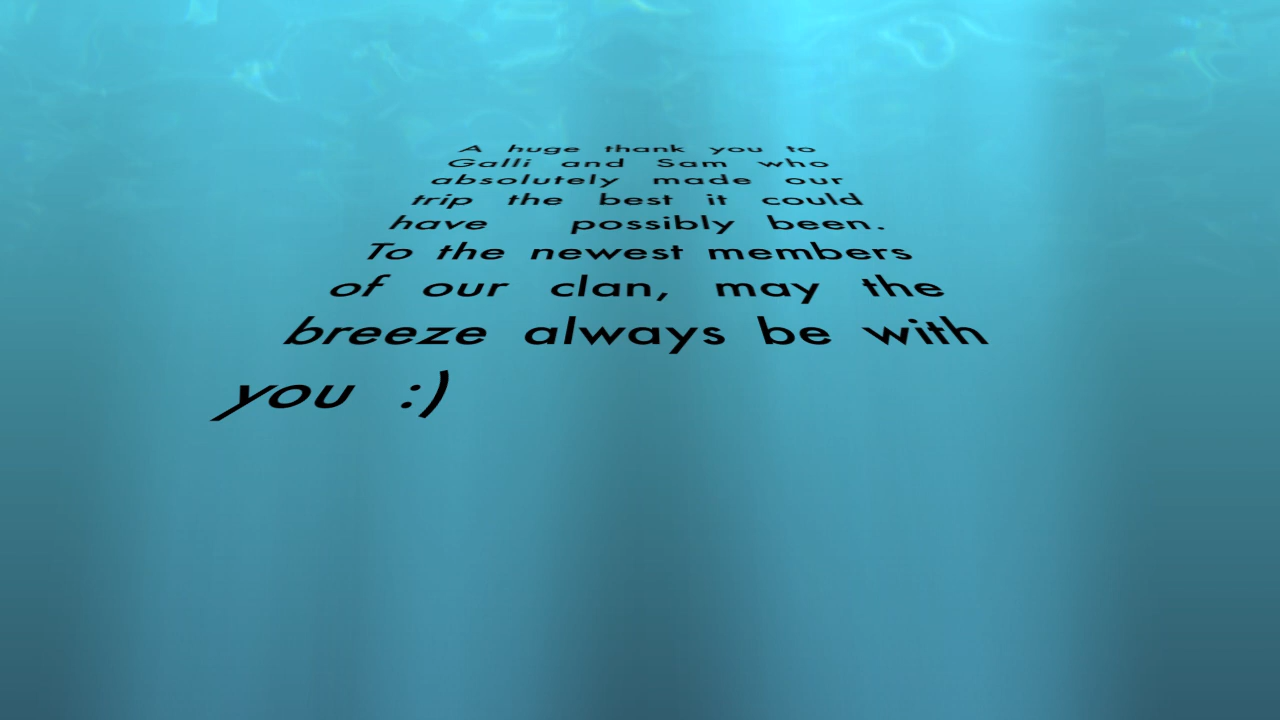 A huge thank you to
Galli and Sam who
absolutely made our
trip the best it could
have possibly been.
To the newest members
of our clan, may the
breeze always be with
you :)